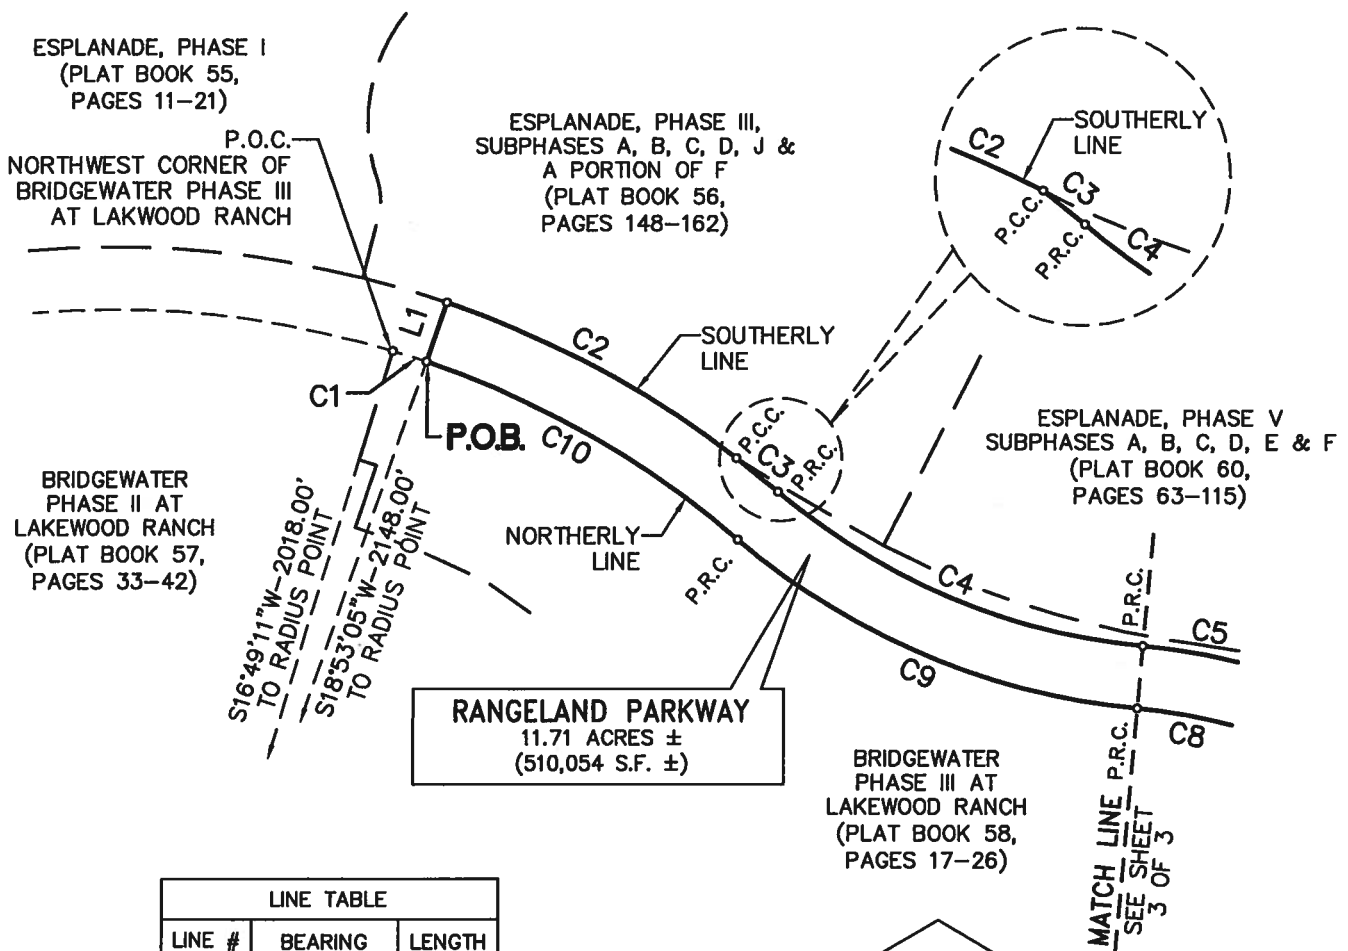 ESPLANADE, PHASE I
(PLAT BOOK 55,
PAGES 11-21)
P.O.C.
NORTHWEST CORNER OF
BRIDGEWATER PHASE III
AT LAKWOOD RANCH
ESPLANADE, PHASE III,
SUBPHASES A, B, C, D, J &
A PORTION OF F
(PLAT BOOK 56,
PAGES 148-162)
SOUTHERLY
LINE
C2
C3
P.C.C.
P.R.C.
C4
L1
C2
SOUTHERLY
LINE
C1
P.O.B.
C10
P.C.C.
C3
P.R.C.
ESPLANADE, PHASE V
SUBPHASES A, B, C, D, E & F
(PLAT BOOK 60,
PAGES 63-115)
BRIDGEWATER
PHASE II AT
LAKEWOOD RANCH
(PLAT BOOK 57,
PAGES 33-42)
S16°49'11"W-2018.00'
TO RADIUS POINT
S18°53'05"W-2148.00'
TO RADIUS POINT
NORTHERLY
LINE
P.R.C.
C4
P.R.C.
C5
C9
C8
RANGELAND PARKWAY
11.71 ACRES ±
(510,054 S.F. ±)
BRIDGEWATER
PHASE III AT
LAKEWOOD RANCH
(PLAT BOOK 58,
PAGES 17-26)
P.R.C.
MATCH LINE
SEE SHEET
3 OF 3
LINE TABLE
LINE # BEARING LENGTH